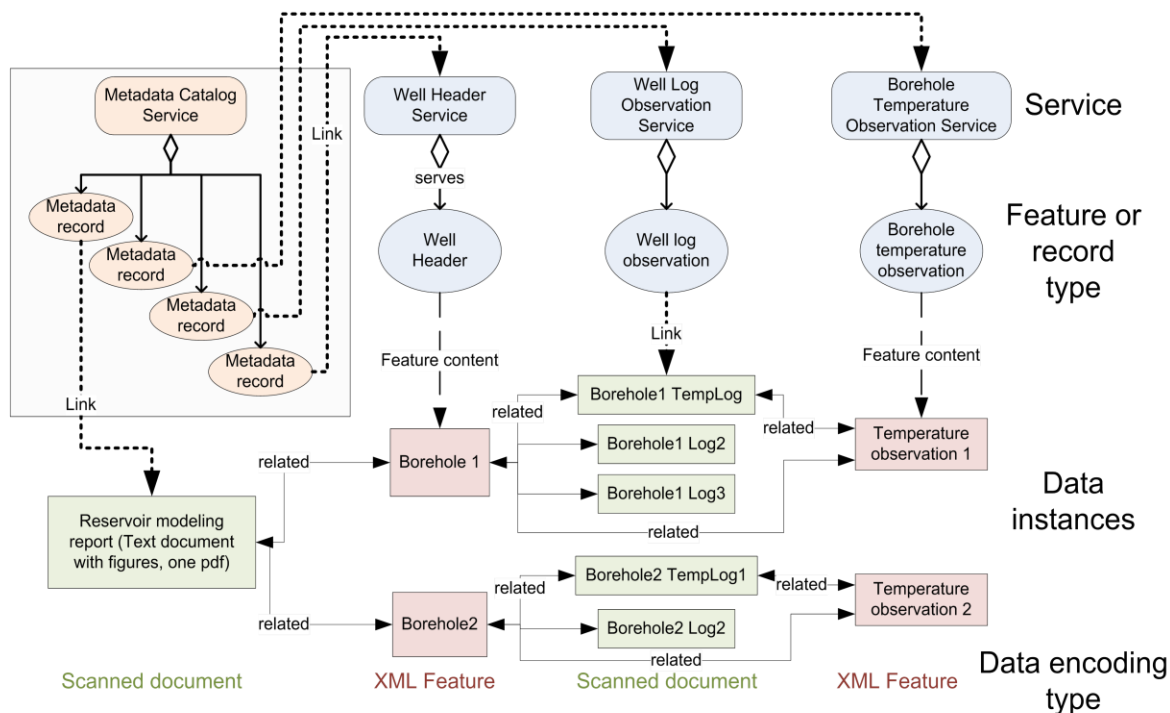 Metadata Catalog
Service
Link
Well Header
Service
Well Log
Observation
Service
Borehole
Temperature
Observation Service
Service
serves
Metadata
record
Metadata
record
Metadata
record
Metadata
record
Link
Well
Header
Well log
observation
Borehole
temperature
observation
Feature or
record
type
Feature content
Link
Feature content
related
Borehole1 TempLog
related
Borehole 1
Borehole1 Log2
Borehole1 Log3
Temperature
observation 1
related
related
Data
instances
Reservoir modeling
report (Text document
with figures, one pdf)
related
Borehole2
related
Borehole2 TempLog1
related
Borehole2 Log2
Temperature
observation 2
related
Scanned document
XML Feature
Scanned document
XML Feature
Data encoding
type